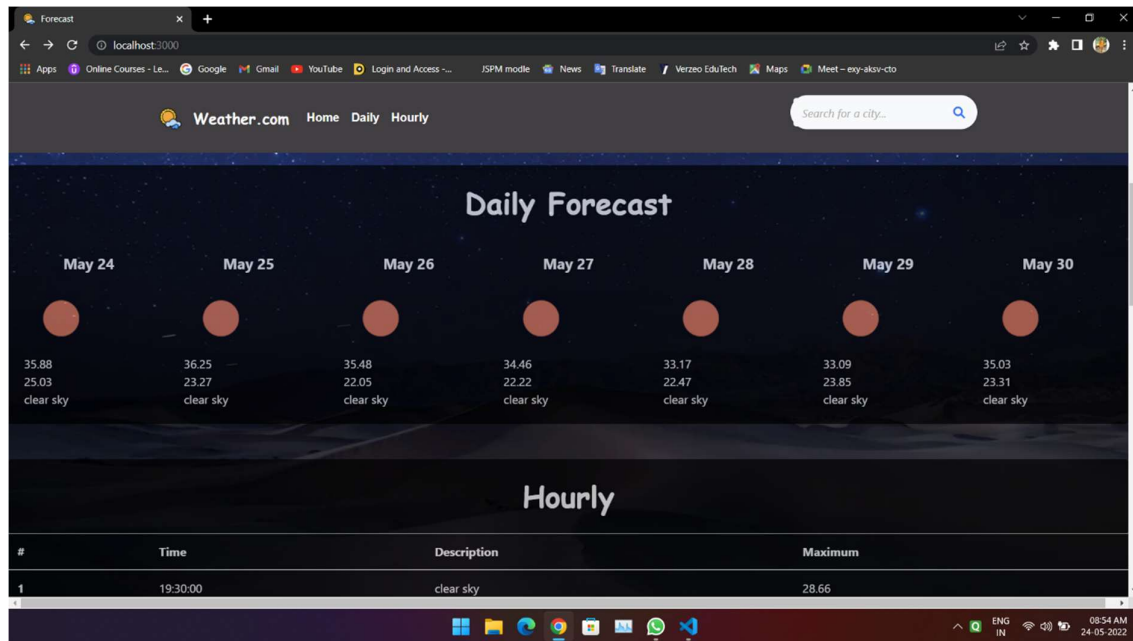 Forecast
localhost:3000
Apps Online Courses - Le... Google Gmail YouTube Login and Access -... JSPM modle News Translate Verzeo EduTech Maps Meet – exy-aksv-cto
Weather.com Home Daily Hourly Search for a city...
Daily Forecast
May 24 May 25 May 26 May 27 May 28 May 29 May 30
35.88 36.25 35.48 34.46 33.17 33.09 35.03
25.03 23.27 22.05 22.22 22.47 23.85 23.31
clear sky clear sky clear sky clear sky clear sky clear sky clear sky
Hourly
# Time Description Maximum
1 19:30:00 clear sky 28.66
ENG 08:54 AM
IN 24-05-2022